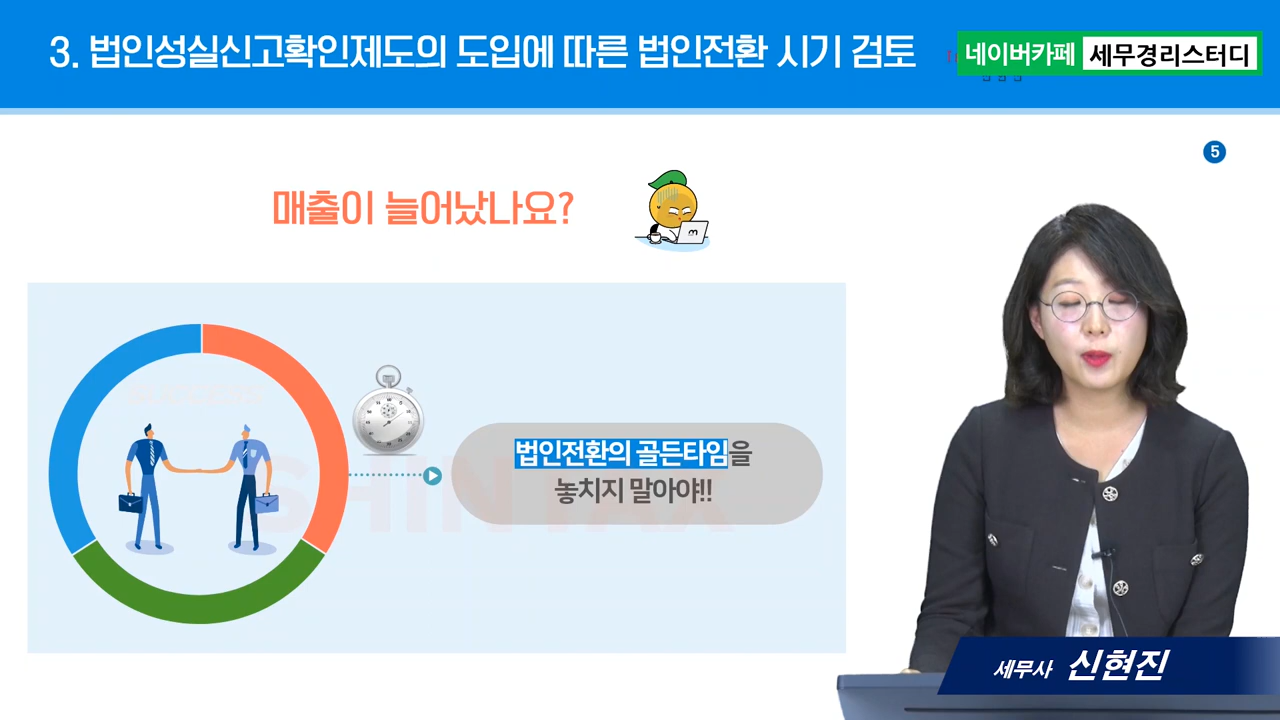 3. 법인성실신고확인제도의 도입에 따른 법인전환 시기 검토
네이버카페 세무경리스터디
5
매출이 늘어났나요?
법인전환의 골든타임을
놓치지 말아야!!
SHIN TAX
세무사 신현진